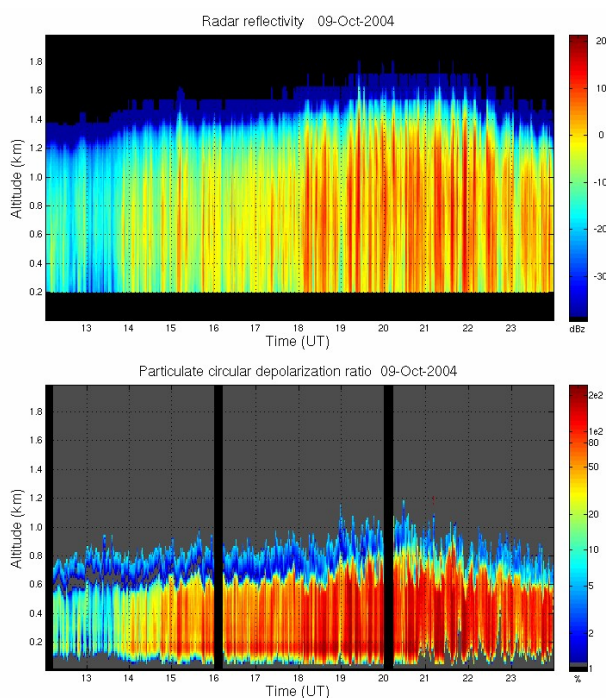 Radar reflectivity 09-Oct-2004
Altitude (km)
1.8
1.6
1.4
1.2
1.0
0.8
0.6
0.4
0.2
13 14 15 16 17 18 19 20 21 22 23
Time (UT)
20
10
0
-10
-20
-30
dBz
Particulate circular depolarization ratio 09-Oct-2004
Altitude (km)
1.8
1.6
1.4
1.2
1.0
0.8
0.6
0.4
0.2
13 14 15 16 17 18 19 20 21 22 23
Time (UT)
2e2
1e2
80
40
20
10
5
2
1
%